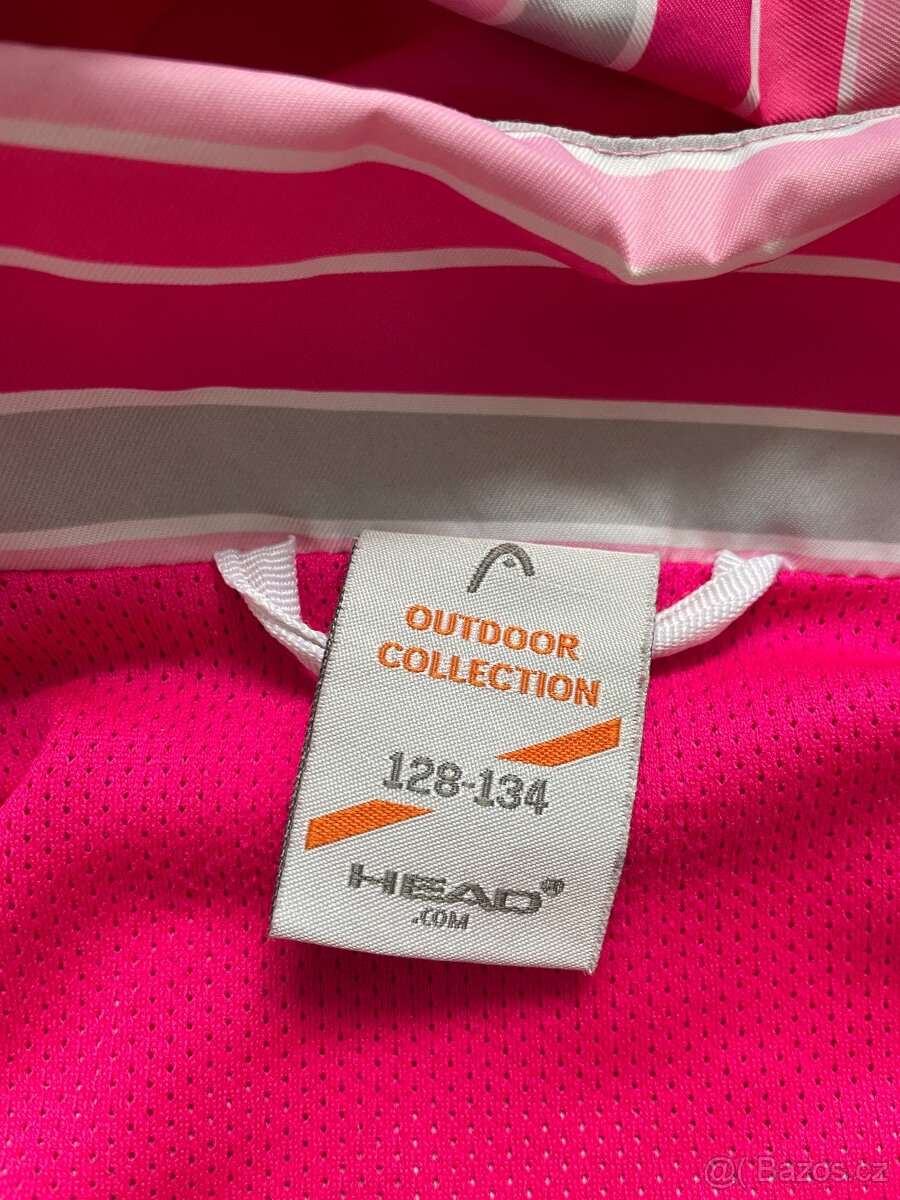 OUTDOOR
COLLECTION
128-134
HEAD®
.COM
@( Bazos.cz